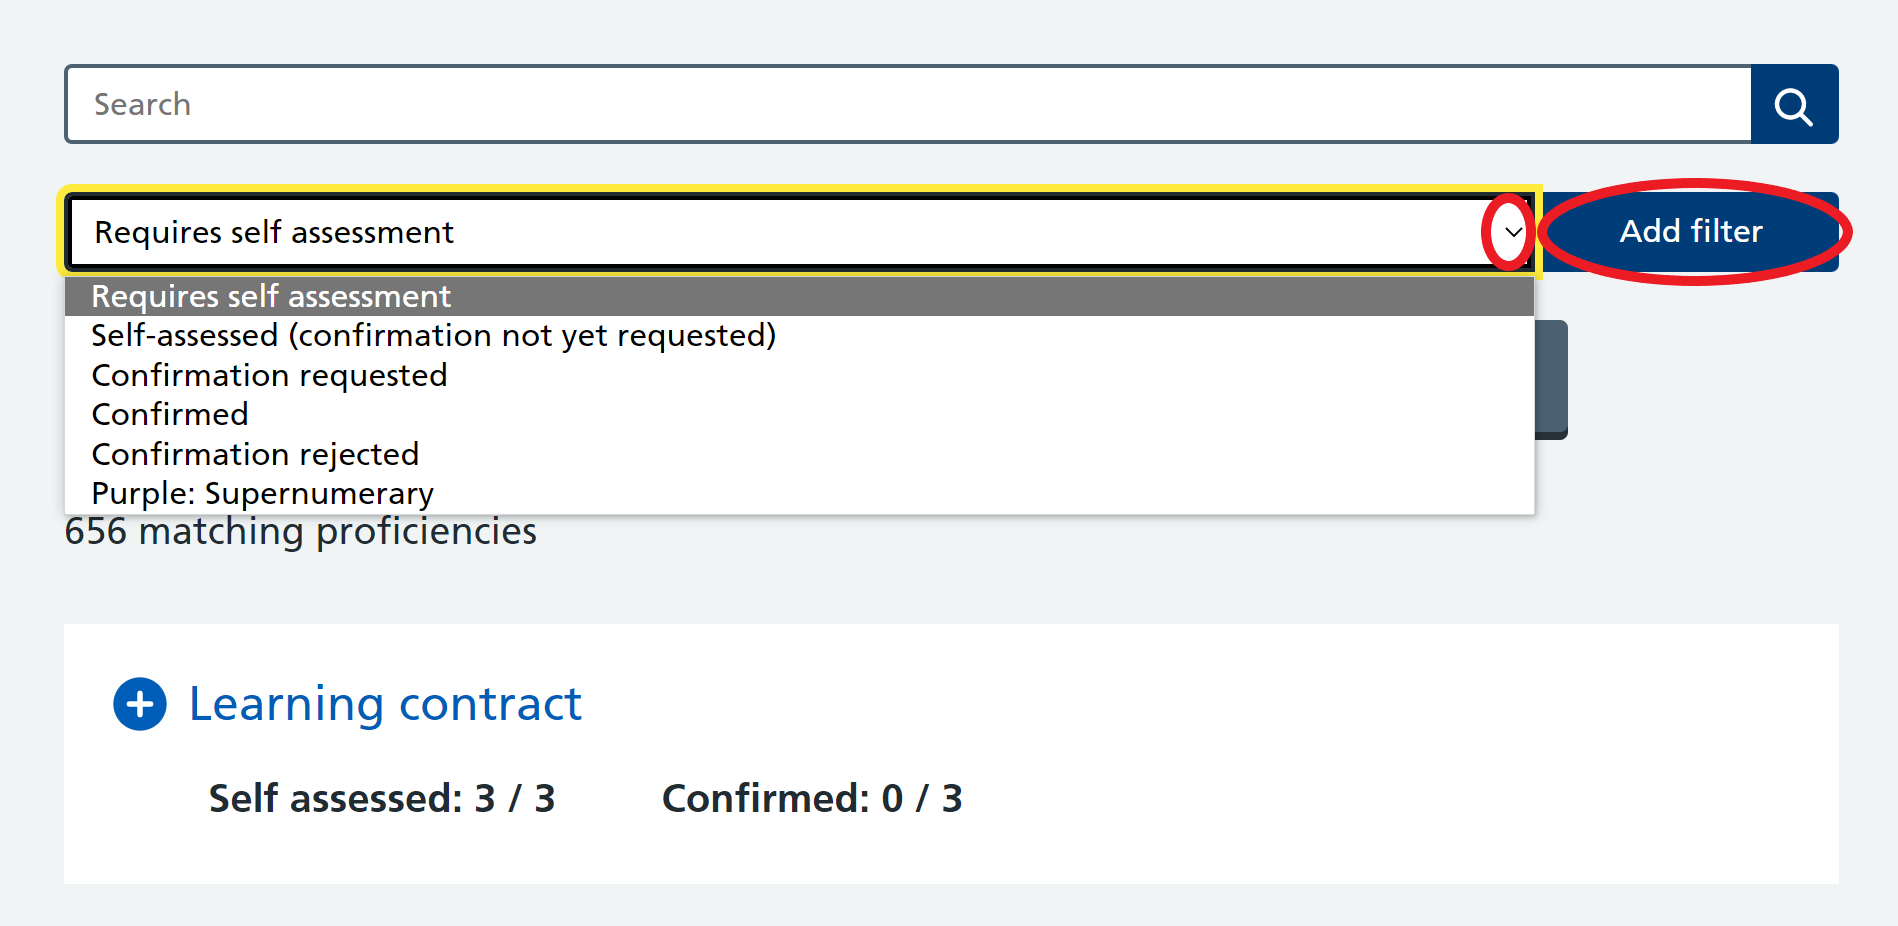 Search
Requires self assessment
Add filter
Requires self assessment
Self-assessed (confirmation not yet requested)
Confirmation requested
Confirmed
Confirmation rejected
Purple: Supernumerary
656 matching proficiencies
Learning contract
Self assessed: 3 / 3 Confirmed: 0 / 3